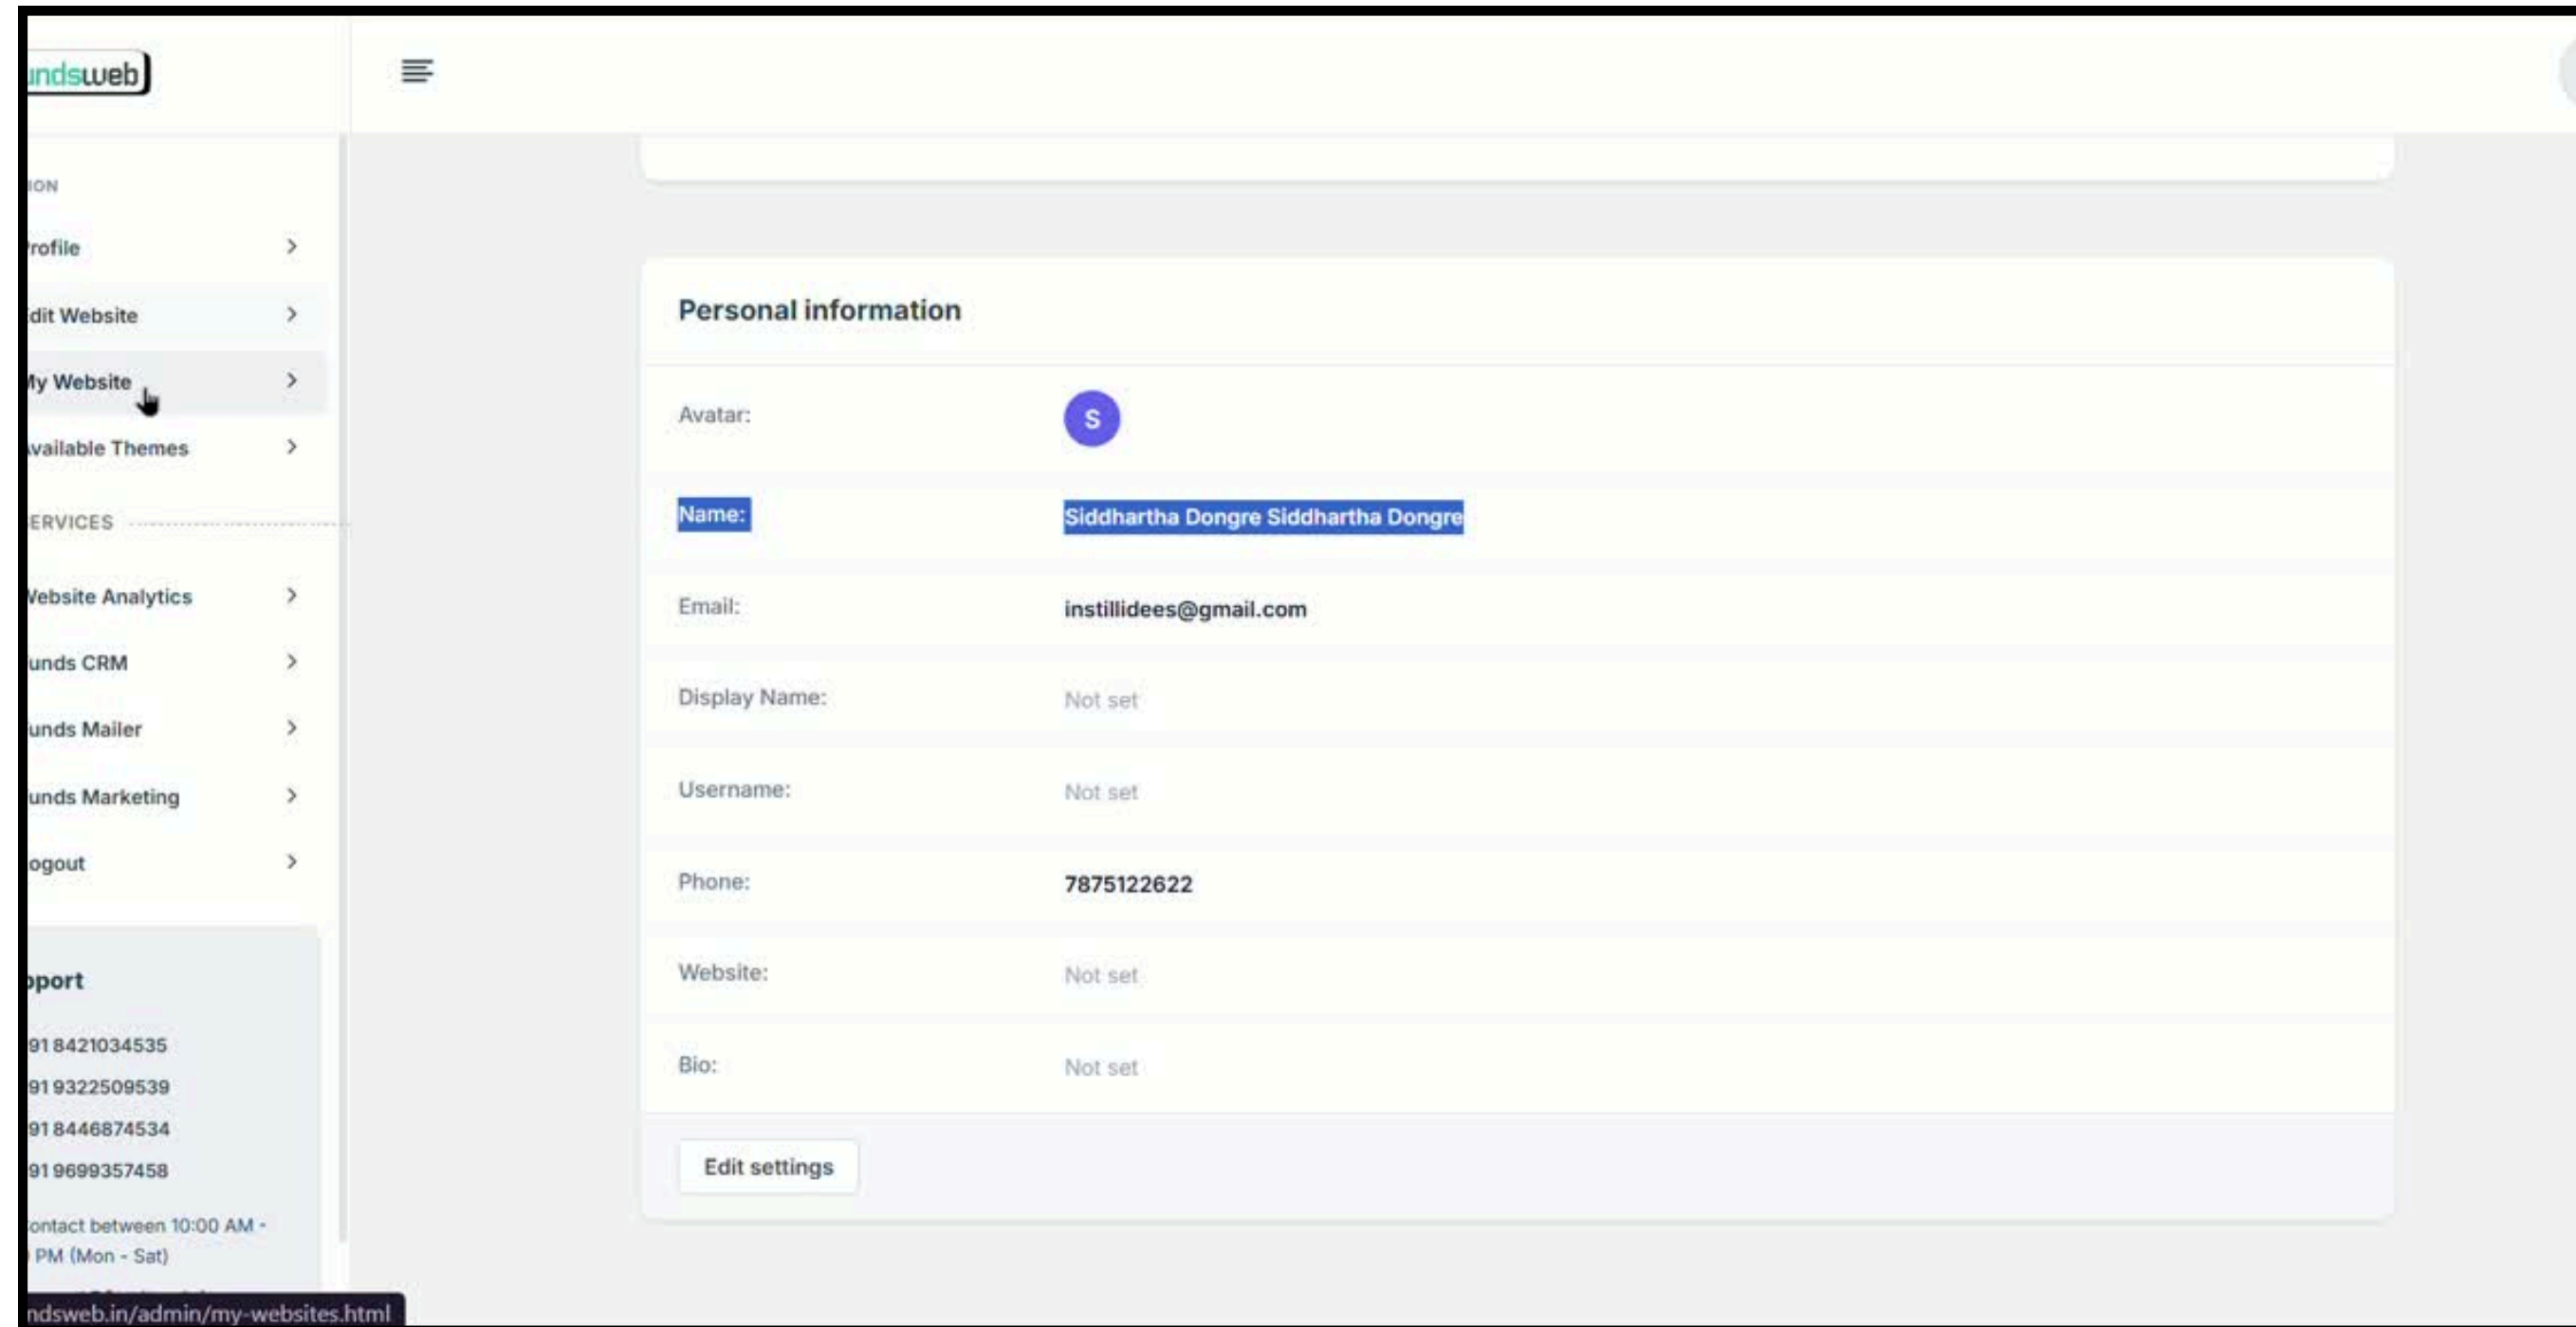 undsweb
ION
rofile
dit Website
My Website
vailable Themes
ERVICES
Website Analytics
unds CRM
unds Mailer
unds Marketing
ogout
pport
91 8421034535
91 9322509539
91 8446874534
91 9699357458
ontact between 10:00 AM -
PM (Mon - Sat)
ndsweb.in/admin/my-websites.html
Personal information
Avatar: S
Name: Siddhartha Dongre Siddhartha Dongre
Email: instillidees@gmail.com
Display Name: Not set
Username: Not set
Phone: 7875122622
Website: Not set
Bio: Not set
Edit settings